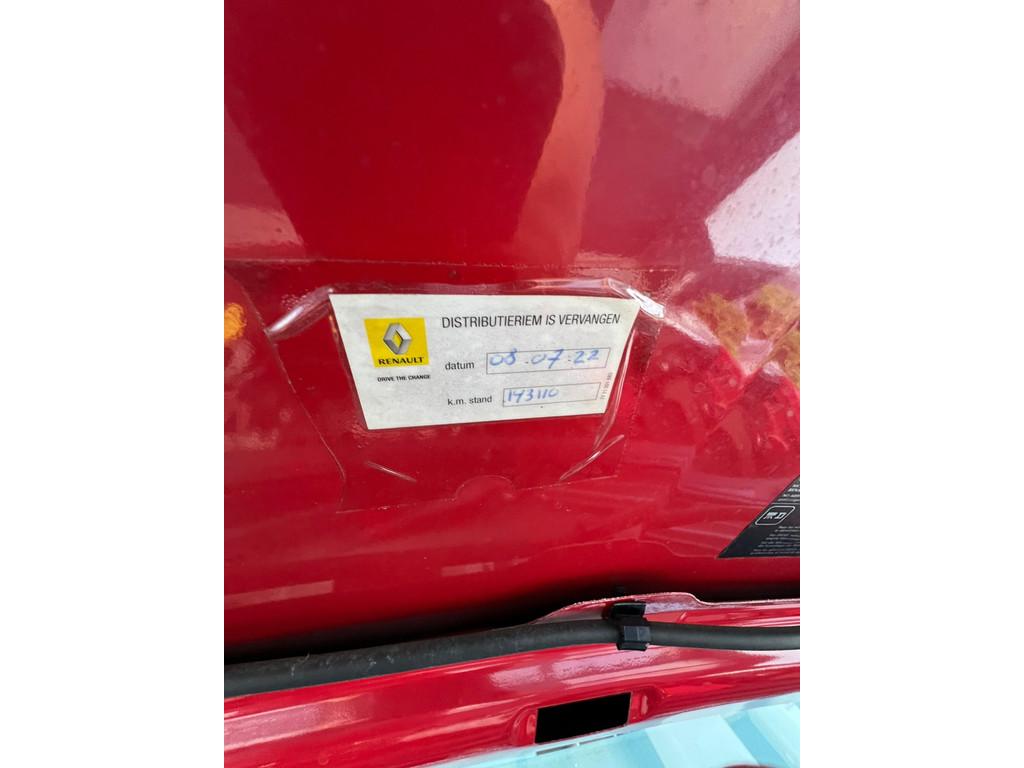 DISTRIBUTIERIEM IS VERVANGEN
RENAULT
DRIVE THE CHANGE
datum 08.07.22
k.m. stand 143110